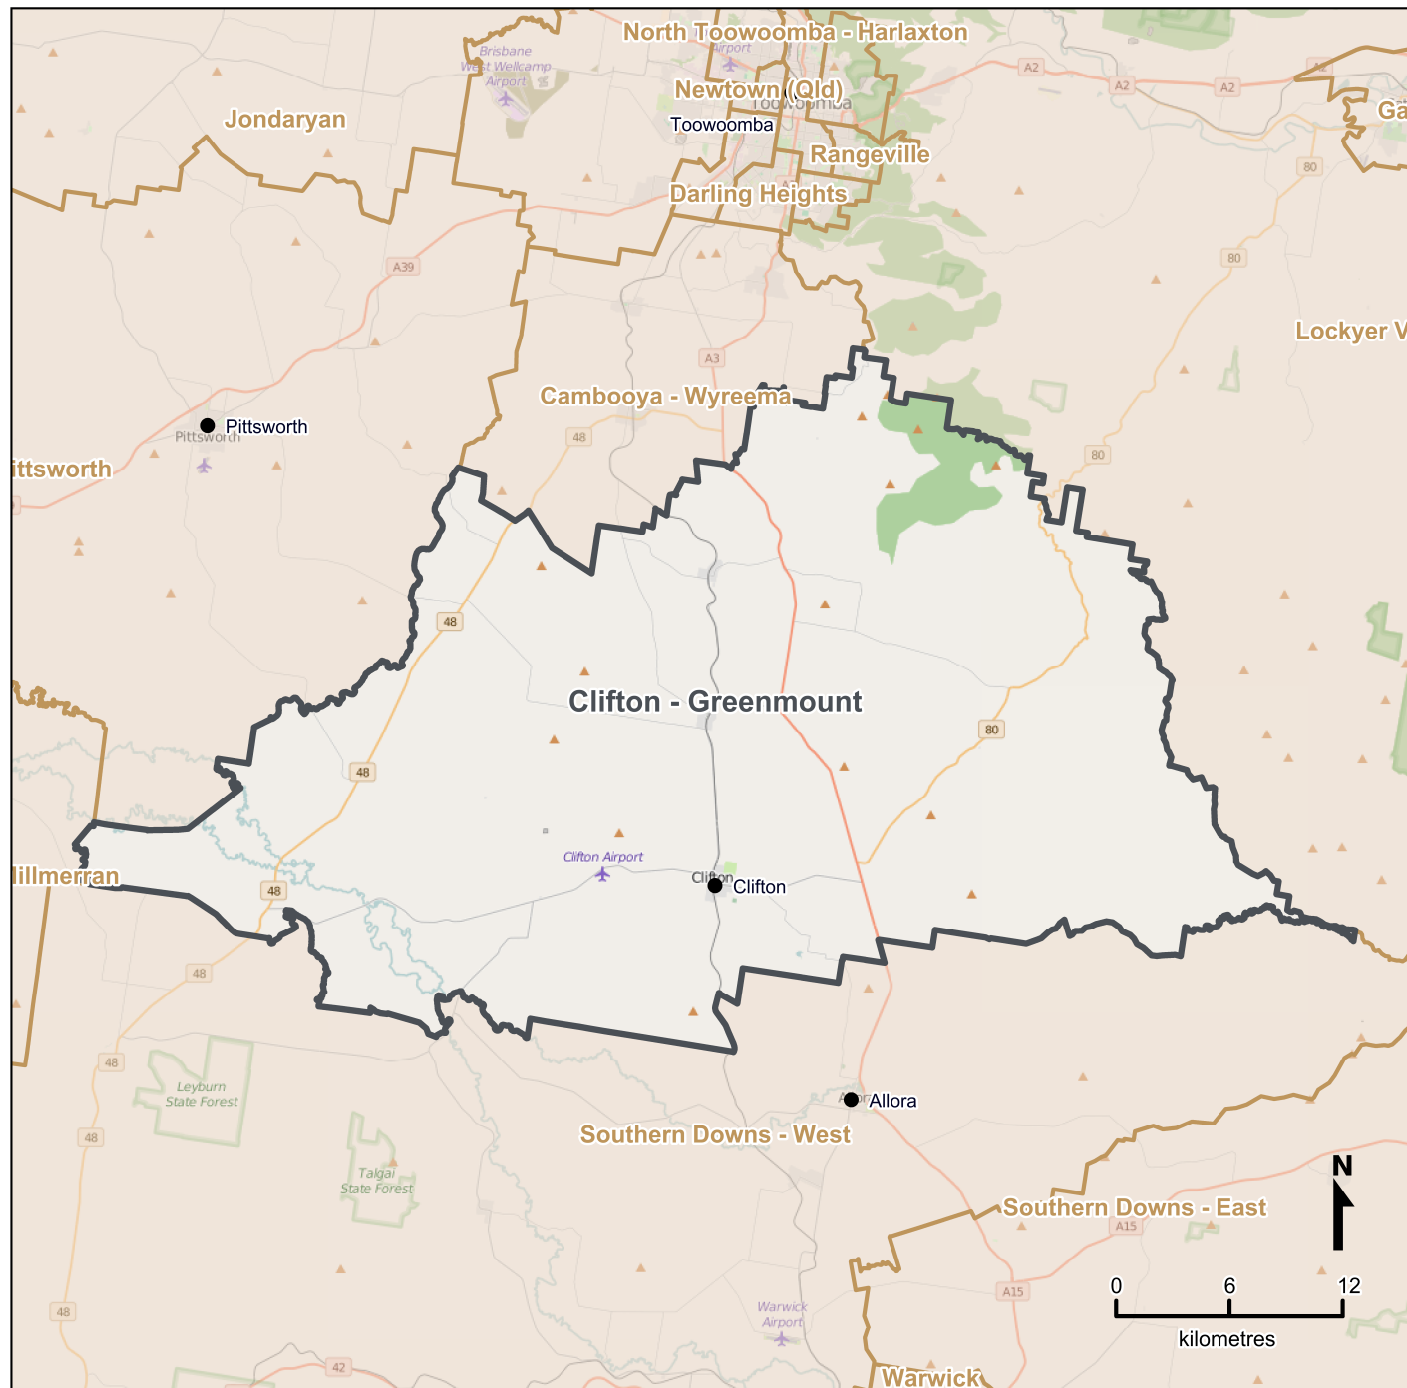 North Toowoomba - Harlaxton
Airport
Brisbane
West Wellcamp
Airport
A2
A2
A2
A2
Newtown (Qld)
Toowoomba
Toowoomba
Jondaryan
Ga
Rangeville
80
Darling Heights
A39
80
Lockyer V
A3
Cambooya - Wyreema
Pittsworth
Pittsworth
48
80
ittsworth
48
Clifton - Greenmount
80
48
Clifton Airport
Clifton
Clifton
illmerran
48
48
48
Leyburn
State Forest
Allora
Southern Downs - West
48
Talgai
State Forest
N
Southern Downs - East
A15
A15
0 6 12
kilometres
48
Warwick
Airport
42
Warwick